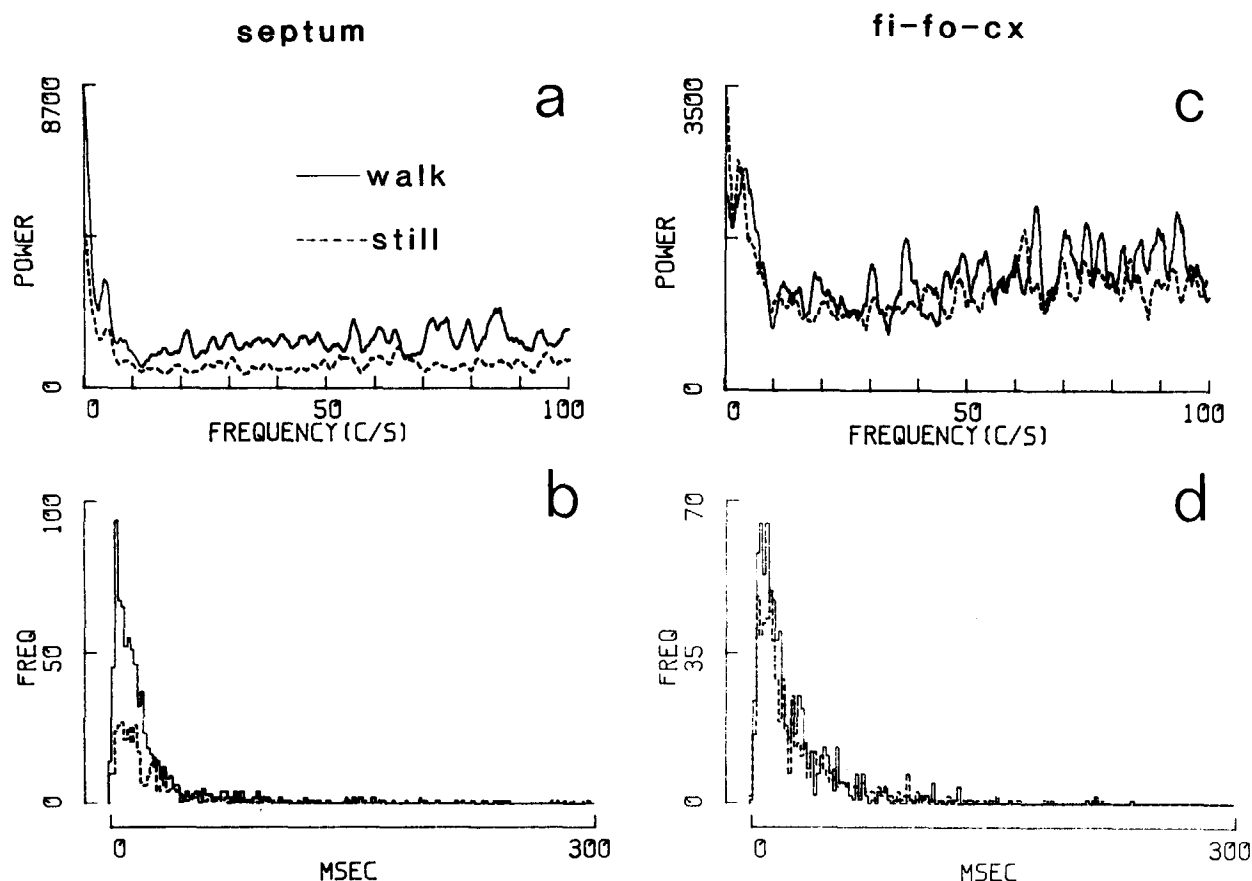 septum
fi-fo-cx
a
8700
POWER
0
walk
still
0 50 100
FREQUENCY(C/S)
c
3500
POWER
0
0 50 100
FREQUENCY(C/S)
b
100
50
0
FREQ
0 300
MSEC
d
70
35
0
FREQ
0 300
MSEC